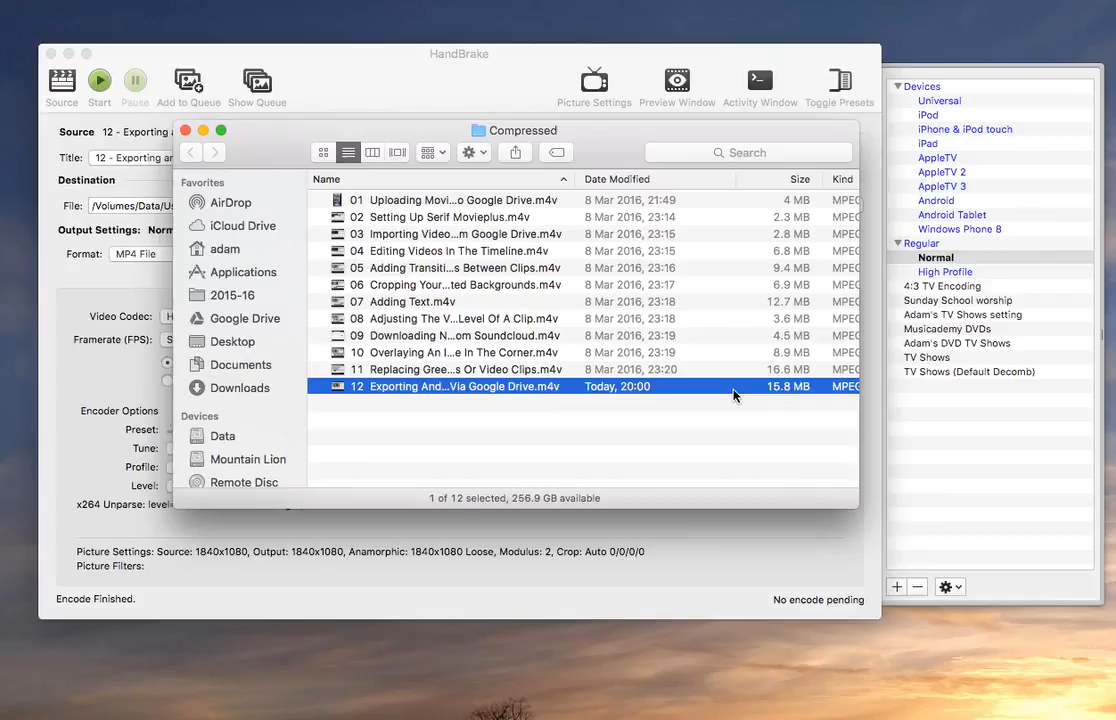 HandBrake
Source Start Pause Add to Queue Show Queue Picture Settings Preview Window Activity Window Toggle Presets
Source 12 - Exporting a
Title: 12 - Exporting ar
Destination
File: /Volumes/Data/Us
Output Settings: Norm
Format: MP4 File
Video Codec: H
Framerate (FPS): S
Encoder Options
Preset:
Tune:
Profile:
Level:
x264 Unparse: level=
Picture Settings: Source: 1840x1080, Output: 1840x1080, Anamorphic: 1840x1080 Loose, Modulus: 2, Crop: Auto 0/0/0/0
Picture Filters:
Encode Finished.
No encode pending
Compressed
Search
Favorites
AirDrop
iCloud Drive
adam
Applications
2015-16
Google Drive
Desktop
Documents
Downloads
Devices
Data
Mountain Lion
Remote Disc
Name Date Modified Size Kind
01 Uploading Movi...o Google Drive.m4v 8 Mar 2016, 21:49 4 MB MPEG
02 Setting Up Serif Movieplus.m4v 8 Mar 2016, 23:14 2.3 MB MPEG
03 Importing Video...m Google Drive.m4v 8 Mar 2016, 23:15 2.8 MB MPEG
04 Editing Videos In The Timeline.m4v 8 Mar 2016, 23:15 6.8 MB MPEG
05 Adding Transiti...s Between Clips.m4v 8 Mar 2016, 23:16 9.4 MB MPEG
06 Cropping Your...ted Backgrounds.m4v 8 Mar 2016, 23:17 6.9 MB MPEG
07 Adding Text.m4v 8 Mar 2016, 23:18 12.7 MB MPEG
08 Adjusting The V...Level Of A Clip.m4v 8 Mar 2016, 23:18 3.6 MB MPEG
09 Downloading N...om Soundcloud.m4v 8 Mar 2016, 23:19 4.5 MB MPEG
10 Overlaying An I...e In The Corner.m4v 8 Mar 2016, 23:19 8.9 MB MPEG
11 Replacing Gree...s Or Video Clips.m4v 8 Mar 2016, 23:20 16.6 MB MPEG
12 Exporting And...Via Google Drive.m4v Today, 20:00 15.8 MB MPEG
1 of 12 selected, 256.9 GB available
Devices
Universal
iPod
iPhone & iPod touch
iPad
AppleTV
AppleTV 2
AppleTV 3
Android
Android Tablet
Windows Phone 8
Regular
Normal
High Profile
4:3 TV Encoding
Sunday School worship
Adam's TV Shows setting
Musicademy DVDs
Adam's DVD TV Shows
TV Shows
TV Shows (Default Decomb)